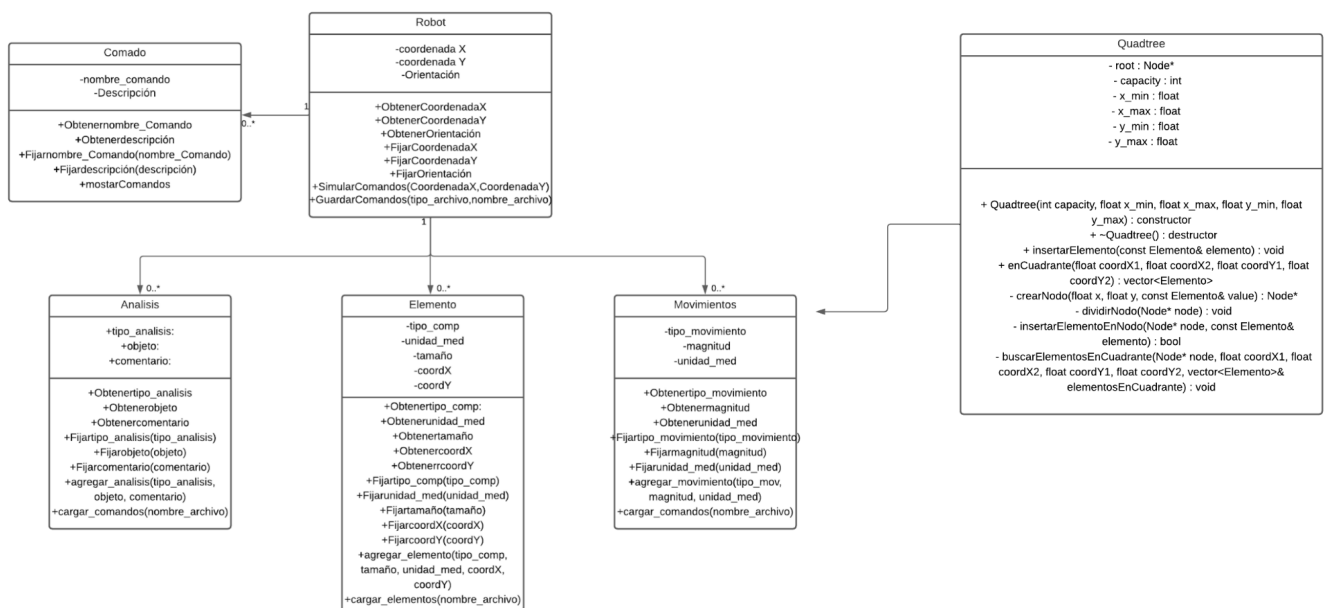 Comado
-nombre_comando
-Descripción
+Obtenernombre_Comando
+Obtenerdescripción
+Fijarnombre_Comando(nombre_Comando)
+Fijardescripción(descripción)
+mostarComandos
Robot
-coordenada X
-coordenada Y
-Orientación
+ObtenerCoordenadaX
+ObtenerCoordenadaY
+ObtenerOrientación
+FijarCoordenadaX
+FijarCoordenadaY
+FijarOrientación
+SimularComandos(CoordenadaX,CoordenadaY)
+GuardarComandos(tipo_archivo,nombre_archivo)
1
0..*
1
0..*
0..*
0..*
Analisis
+tipo_analisis:
+objeto:
+comentario:
+Obtenertipo_analisis
+Obtenerobjeto
+Obtenercomentario
+Fijartipo_analisis(tipo_analisis)
+Fijarobjeto(objeto)
+Fijarcomentario(comentario)
+agregar_analisis(tipo_analisis,
objeto, comentario)
+cargar_comandos(nombre_archivo)
Elemento
-tipo_comp
-unidad_med
-tamaño
-coordX
-coordY
+Obtenertipo_comp:
+Obtenerunidad_med
+Obtenertamaño
+ObtenercoordX
+ObtenerrcoordY
+Fijartipo_comp(tipo_comp)
+Fijarunidad_med(unidad_med)
+Fijartamaño(tamaño)
+FijarcoordX(coordX)
+FijarcoordY(coordY)
+agregar_elemento(tipo_comp,
tamaño, unidad_med, coordX,
coordY)
+cargar_elementos(nombre_archivo)
Movimientos
-tipo_movimiento
-magnitud
-unidad_med
+Obtenertipo_movimiento
+Obtenermagnitud
+Obtenerunidad_med
+Fijartipo_movimiento(tipo_movimiento)
+Fijarmagnitud(magnitud)
+Fijarunidad_med(unidad_med)
+agregar_movimiento(tipo_mov,
magnitud, unidad_med)
+cargar_comandos(nombre_archivo)
Quadtree
- root : Node*
- capacity : int
- x_min : float
- x_max : float
- y_min : float
- y_max : float
+ Quadtree(int capacity, float x_min, float x_max, float y_min, float
y_max) : constructor
+ ~Quadtree() : destructor
+ insertarElemento(const Elemento& elemento) : void
+ enCuadrante(float coordX1, float coordX2, float coordY1, float
coordY2) : vector<Elemento>
- crearNodo(float x, float y, const Elemento& value) : Node*
- dividirNodo(Node* node) : void
- insertarElementoEnNodo(Node* node, const Elemento&
elemento) : bool
- buscarElementosEnCuadrante(Node* node, float coordX1, float
coordX2, float coordY1, float coordY2, vector<Elemento>&
elementosEnCuadrante) : void